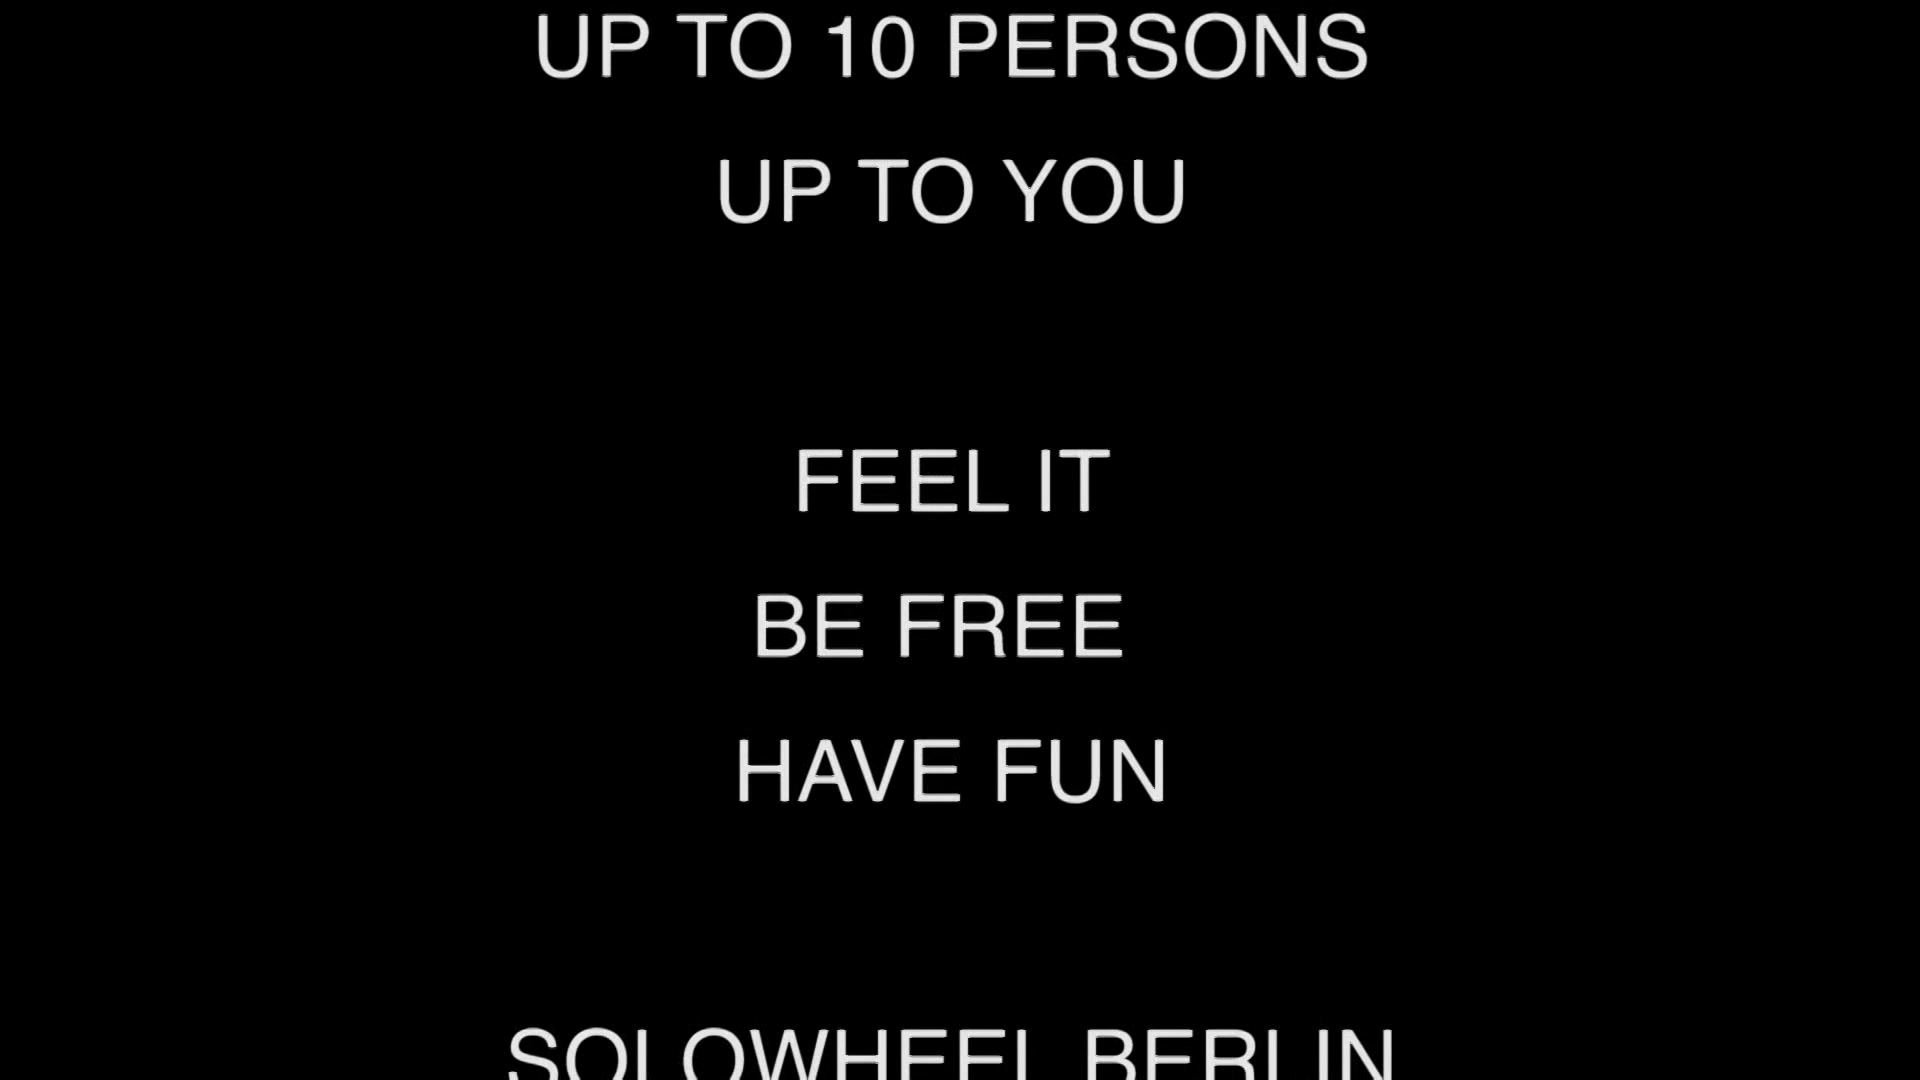 UP TO 10 PERSONS
UP TO YOU
FEEL IT
BE FREE
HAVE FUN
SOLOWHEEL BERLIN